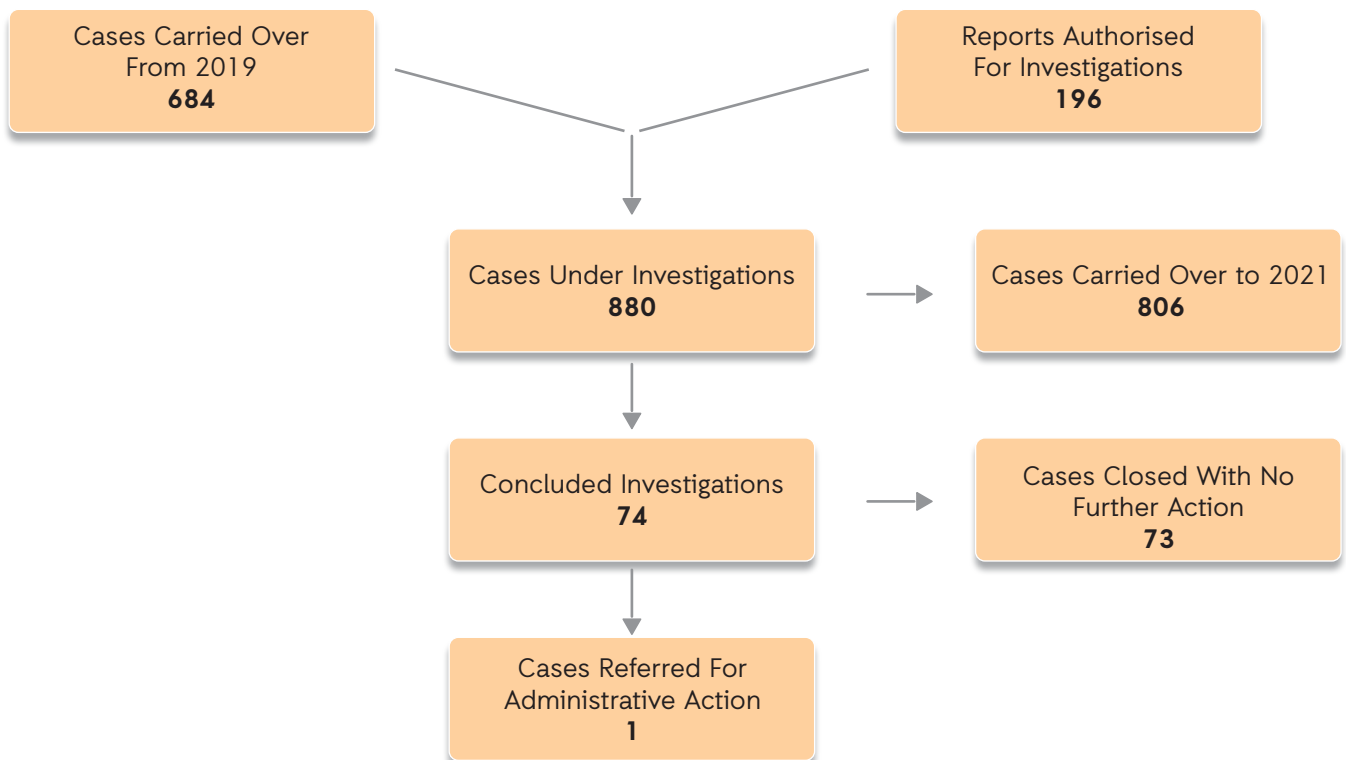 Cases Carried Over
From 2019
684
Reports Authorised
For Investigations
196
Cases Under Investigations
880
Cases Carried Over to 2021
806
Concluded Investigations
74
Cases Closed With No
Further Action
73
Cases Referred For
Administrative Action
1